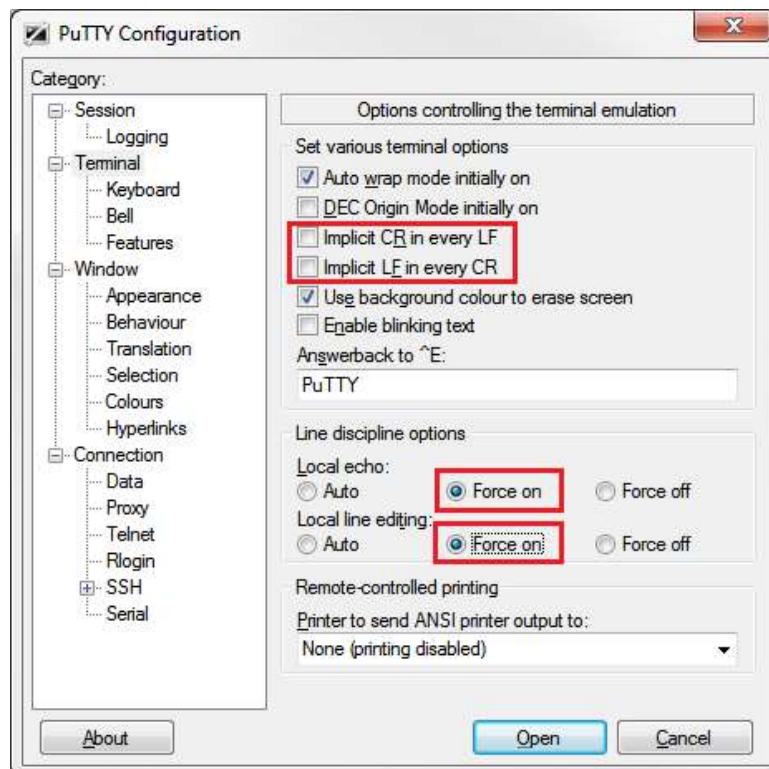 PuTTY Configuration
Category:
Session
Logging
Terminal
Keyboard
Bell
Features
Window
Appearance
Behaviour
Translation
Selection
Colours
Hyperlinks
Connection
Data
Proxy
Telnet
Rlogin
SSH
Serial
Options controlling the terminal emulation
Set various terminal options
Auto wrap mode initially on
DEC Origin Mode initially on
Implicit CR in every LF
Implicit LF in every CR
Use background colour to erase screen
Enable blinking text
Answerback to ^E:
PuTTY
Line discipline options
Local echo:
Auto Force on Force off
Local line editing:
Auto Force on Force off
Remote-controlled printing
Printer to send ANSI printer output to:
None (printing disabled)
About Open Cancel